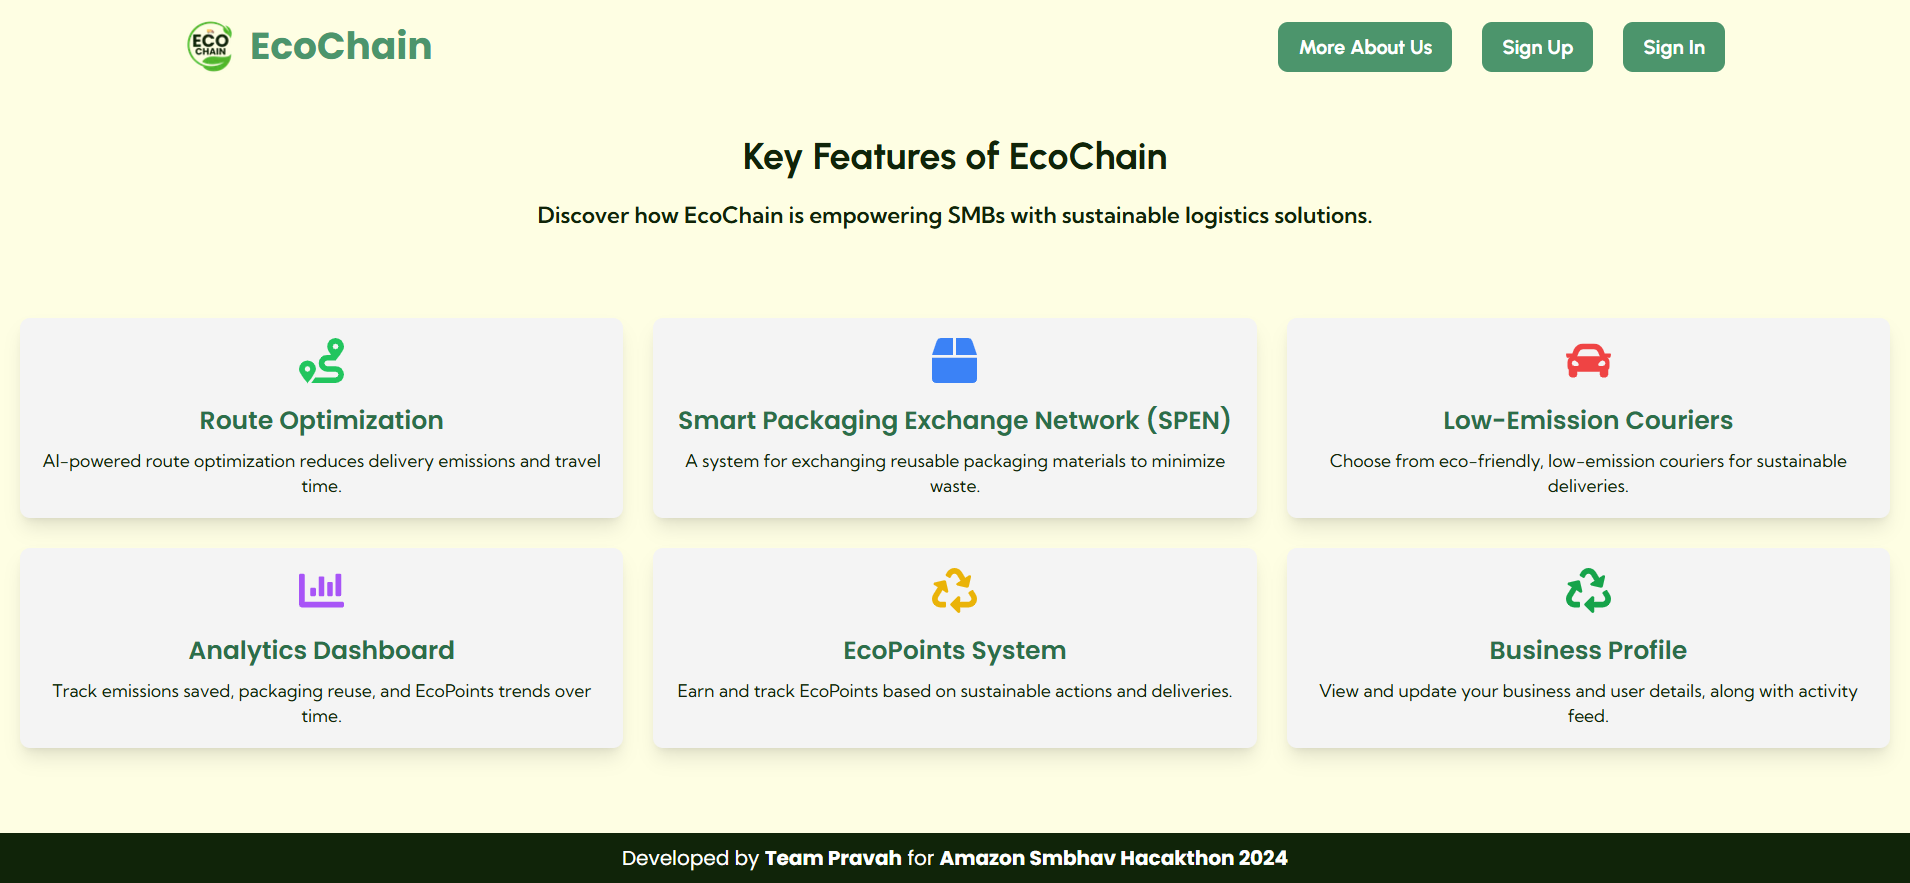 ECO
CHAIN
EcoChain
More About Us
Sign Up
Sign In
Key Features of EcoChain
Discover how EcoChain is empowering SMBs with sustainable logistics solutions.
Route Optimization
AI-powered route optimization reduces delivery emissions and travel
time.
Smart Packaging Exchange Network (SPEN)
A system for exchanging reusable packaging materials to minimize
waste.
Low-Emission Couriers
Choose from eco-friendly, low-emission couriers for sustainable
deliveries.
Analytics Dashboard
Track emissions saved, packaging reuse, and EcoPoints trends over
time.
EcoPoints System
Earn and track EcoPoints based on sustainable actions and deliveries.
Business Profile
View and update your business and user details, along with activity
feed.
Developed by Team Pravah for Amazon Smbhav Hacakthon 2024